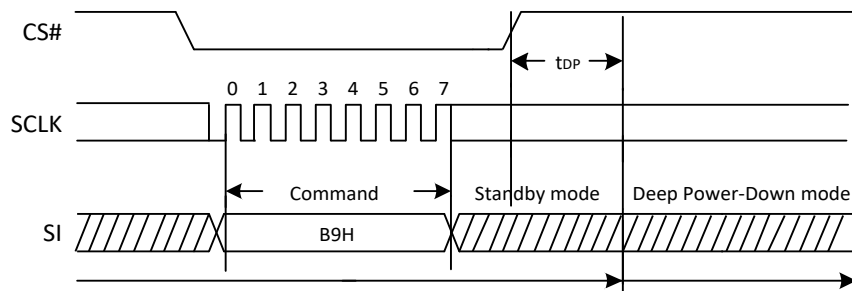 CS#
tDP
0 1 2 3 4 5 6 7
SCLK
Command Standby mode Deep Power-Down mode
SI
B9H